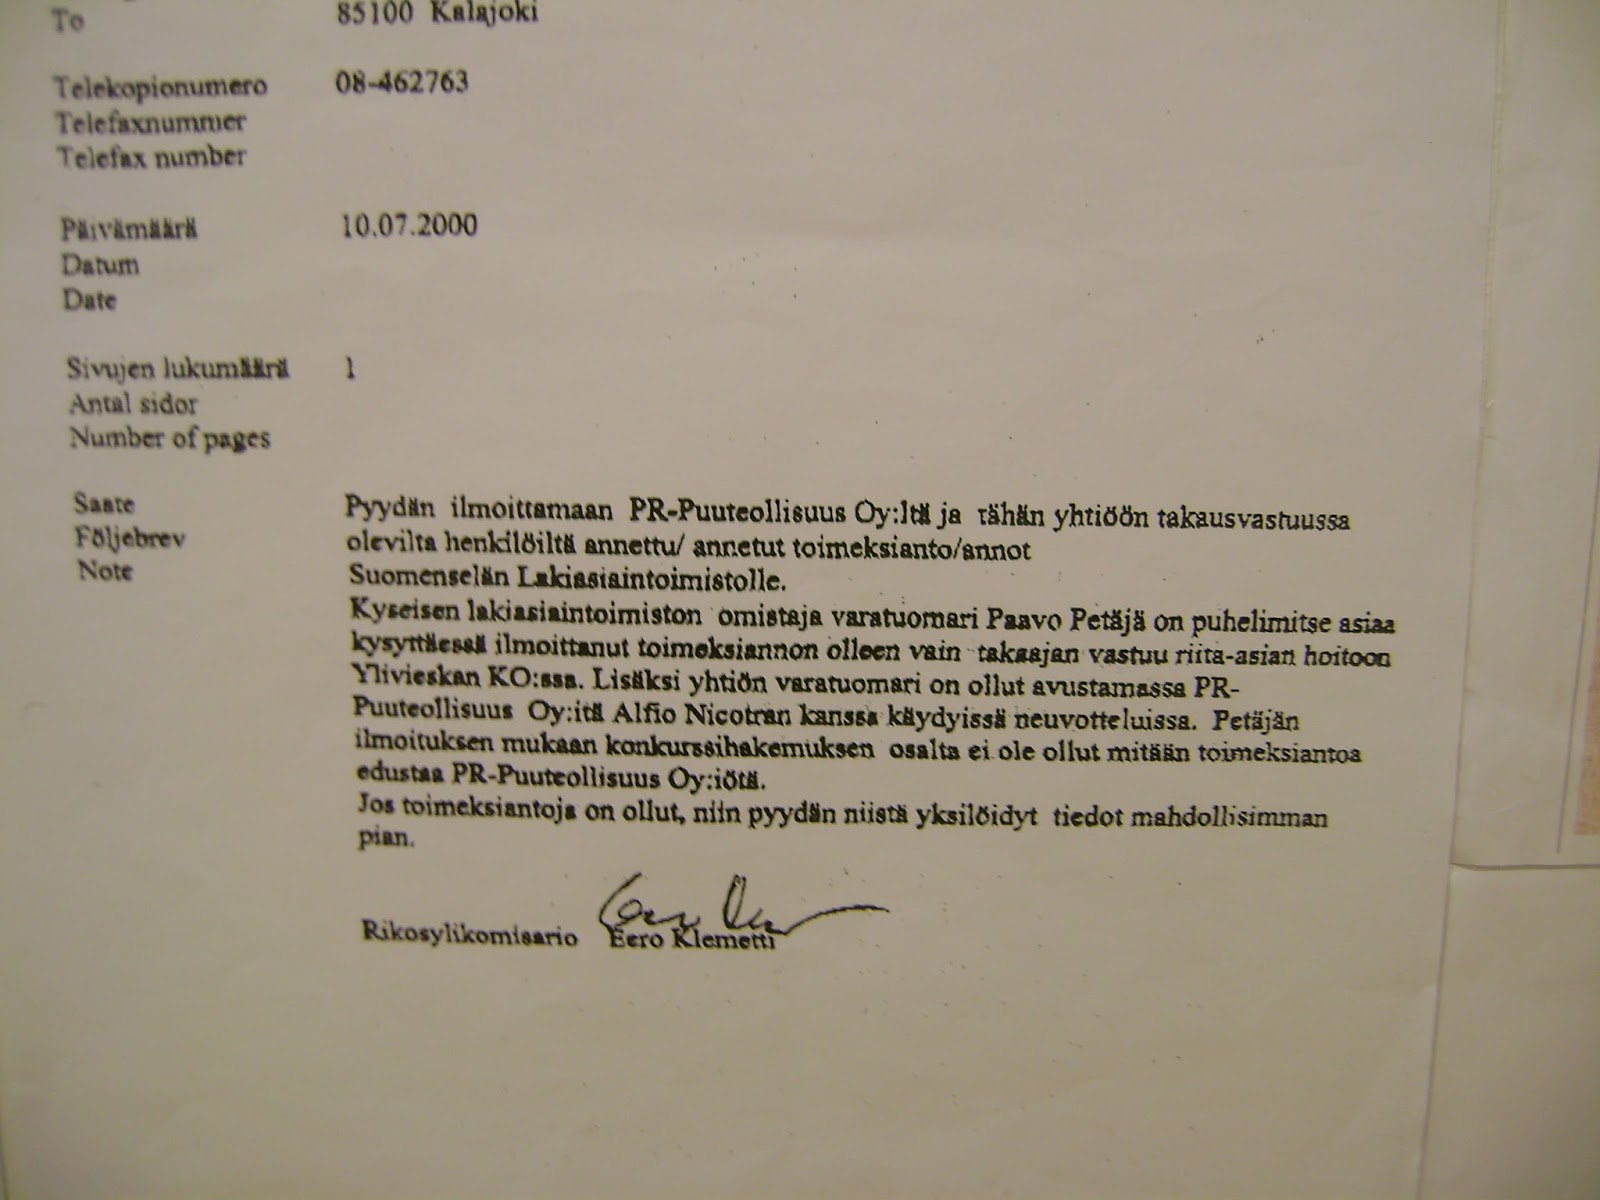 To 85100 Kalajoki
Telekopionumero 08-462763
Telefaxnummer
Telefax number
Päivämäärä 10.07.2000
Datum
Date
Sivujen lukumäärä 1
Antal sidor
Number of pages
Saate Pyydän ilmoittamaan PR-Puuteollisuus Oy:ltä ja tähän yhtiöön takausvastuussa
Följebrev olevilta henkilöiltä annettu/ annetut toimeksianto/annot
Note Suomenselän Lakiasiaintoimistolle.
Kyseisen lakiasiaintoimiston omistaja varatuomari Paavo Petäjä on puhelimitse asiaa
kysyttäessä ilmoittanut toimeksiannon olleen vain takaajan vastuu riita-asian hoitoon
Ylivieskan KO:ssa. Lisäksi yhtiön varatuomari on ollut avustamassa PR-
Puuteollisuus Oy:itä Alfio Nicotran kanssa käydyissä neuvotteluissa. Petäjän
ilmoituksen mukaan konkurssihakemuksen osalta ei ole ollut mitään toimeksiantoa
edustaa PR-Puuteollisuus Oy:iötä.
Jos toimeksiantoja on ollut, niin pyydän niistä yksilöidyt tiedot mahdollisimman
pian.
Rikosylikomisario Eero Klemetti